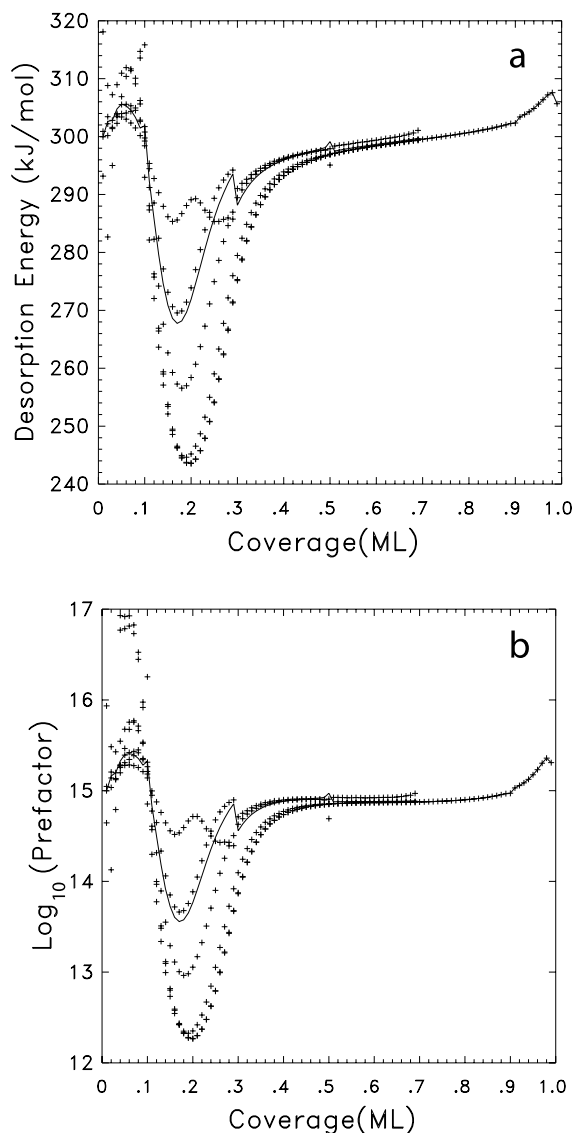 320
310
300
290
280
270
260
250
240
Desorption Energy (kJ/mol)
a
0 .1 .2 .3 .4 .5 .6 .7 .8 .9 1.0
Coverage(ML)
17
16
15
14
13
12
Log10(Prefactor)
b
0 .1 .2 .3 .4 .5 .6 .7 .8 .9 1.0
Coverage(ML)